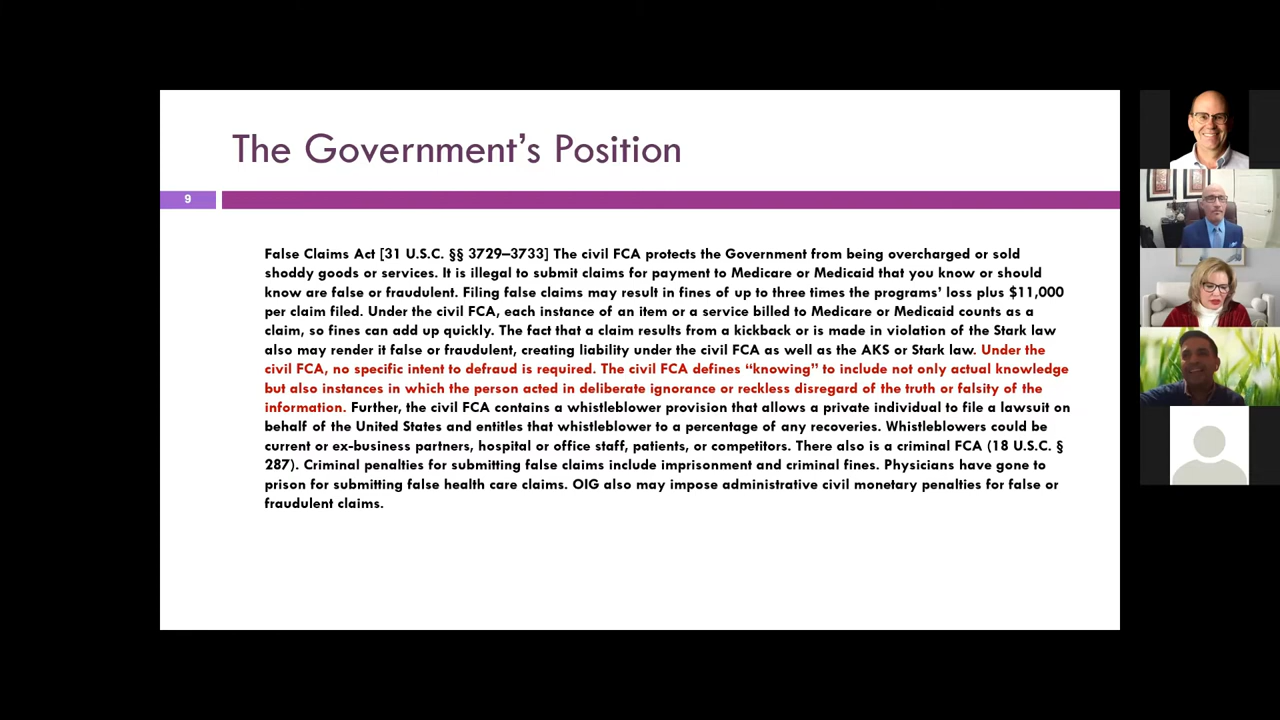 The Government's Position
9
False Claims Act [31 U.S.C. §§ 3729–3733] The civil FCA protects the Government from being overcharged or sold
shoddy goods or services. It is illegal to submit claims for payment to Medicare or Medicaid that you know or should
know are false or fraudulent. Filing false claims may result in fines of up to three times the programs' loss plus $11,000
per claim filed. Under the civil FCA, each instance of an item or a service billed to Medicare or Medicaid counts as a
claim, so fines can add up quickly. The fact that a claim results from a kickback or is made in violation of the Stark law
also may render it false or fraudulent, creating liability under the civil FCA as well as the AKS or Stark law. Under the
civil FCA, no specific intent to defraud is required. The civil FCA defines “knowing” to include not only actual knowledge
but also instances in which the person acted in deliberate ignorance or reckless disregard of the truth or falsity of the
information. Further, the civil FCA contains a whistleblower provision that allows a private individual to file a lawsuit on
behalf of the United States and entitles that whistleblower to a percentage of any recoveries. Whistleblowers could be
current or ex-business partners, hospital or office staff, patients, or competitors. There also is a criminal FCA (18 U.S.C. §
287). Criminal penalties for submitting false claims include imprisonment and criminal fines. Physicians have gone to
prison for submitting false health care claims. OIG also may impose administrative civil monetary penalties for false or
fraudulent claims.